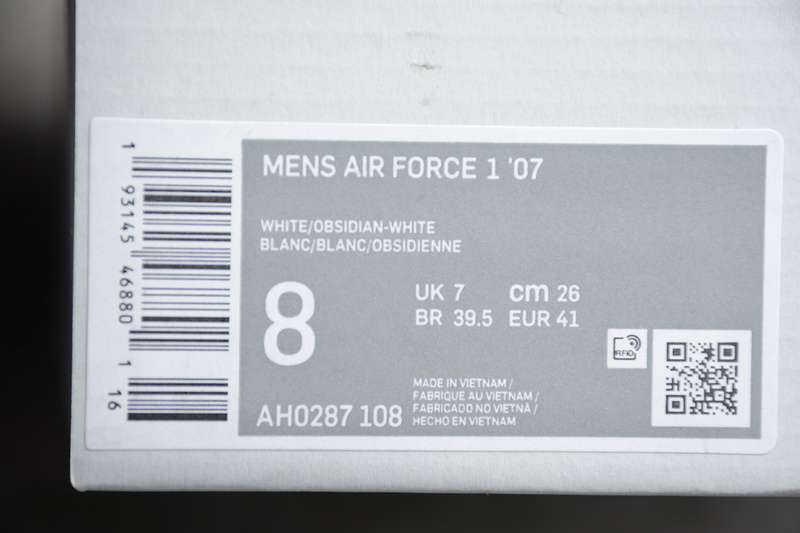 1 93145 46880 1 16
MENS AIR FORCE 1 '07
WHITE/OBSIDIAN-WHITE
BLANC/BLANC/OBSIDIENNE
8
UK 7 cm 26
BR 39.5 EUR 41
RFID
AH0287 108
MADE IN VIETNAM /
FABRIQUE AU VIETNAM /
FABRICADO NO VIETNÃ /
HECHO EN VIETNAM